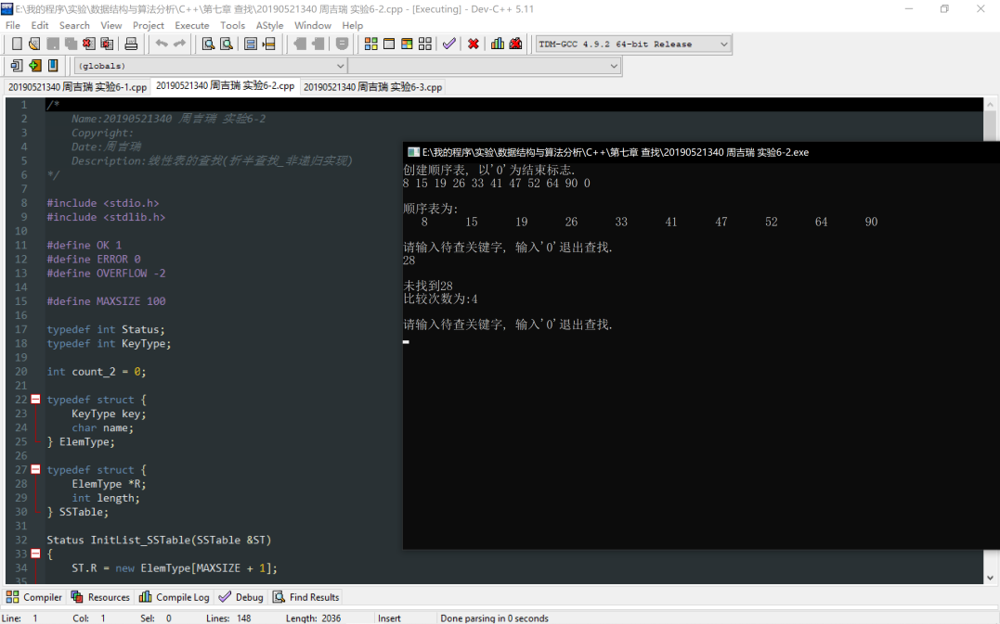 E:\我的程序\实验\数据结构与算法分析\C++\第七章 查找\20190521340 周吉瑞 实验6-2.cpp - [Executing] - Dev-C++ 5.11
File Edit Search View Project Execute Tools AStyle Window Help
TDM-GCC 4.9.2 64-bit Release
(globals)
20190521340 周吉瑞 实验6-1.cpp 20190521340 周吉瑞 实验6-2.cpp 20190521340 周吉瑞 实验6-3.cpp
1 /*
2 Name:20190521340 周吉瑞 实验6-2
3 Copyright:
4 Date:周吉瑞
5 Description:线性表的查找(折半查找_非递归实现)
6 */
7
8 #include <stdio.h>
9 #include <stdlib.h>
10
11 #define OK 1
12 #define ERROR 0
13 #define OVERFLOW -2
14
15 #define MAXSIZE 100
16
17 typedef int Status;
18 typedef int KeyType;
19
20 int count_2 = 0;
21
22 typedef struct {
23 KeyType key;
24 char name;
25 } ElemType;
26
27 typedef struct {
28 ElemType *R;
29 int length;
30 } SSTable;
31
32 Status InitList_SSTable(SSTable &ST)
33 {
34 ST.R = new ElemType[MAXSIZE + 1];
35
E:\我的程序\实验\数据结构与算法分析\C++\第七章 查找\20190521340 周吉瑞 实验6-2.exe
创建顺序表, 以'0'为结束标志.
8 15 19 26 33 41 47 52 64 90 0
顺序表为:
8 15 19 26 33 41 47 52 64 90
请输入待查关键字, 输入'0'退出查找.
28
未找到28
比较次数为:4
请输入待查关键字, 输入'0'退出查找.
Compiler Resources Compile Log Debug Find Results
Line: 1 Col: 1 Sel: 0 Lines: 148 Length: 2036 Insert Done parsing in 0 seconds